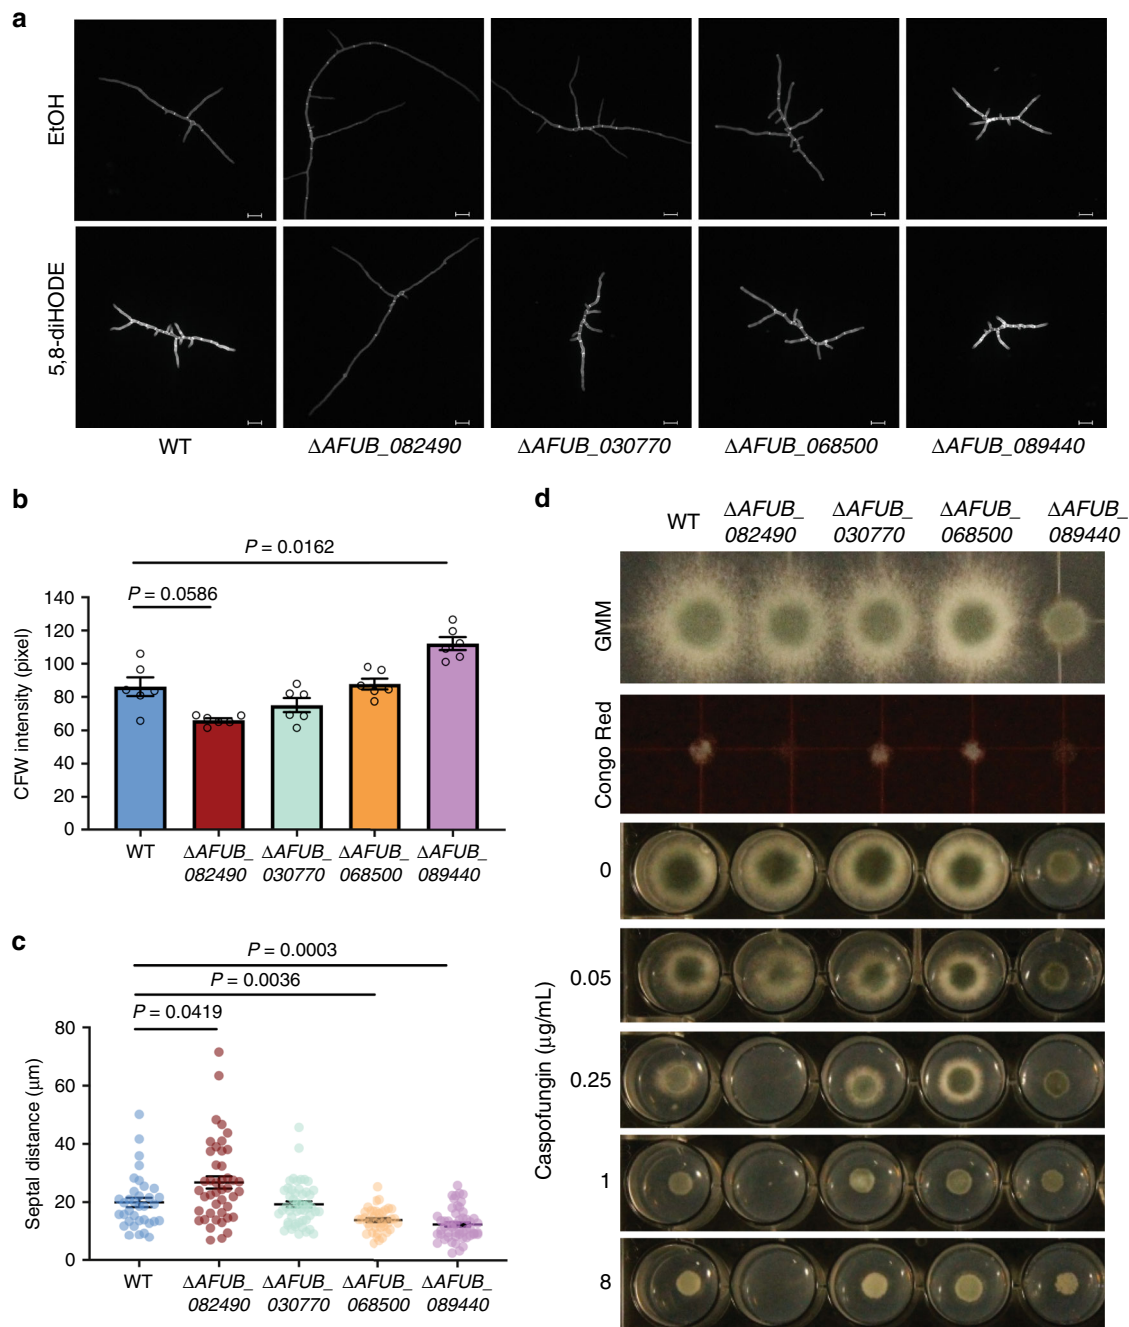 a
EtOH
5,8-diHODE
WT
ΔAFUB_082490
ΔAFUB_030770
ΔAFUB_068500
ΔAFUB_089440
b
P = 0.0162
P = 0.0586
CFW intensity (pixel)
140
120
100
80
60
40
20
0
WT
ΔAFUB_
082490
ΔAFUB_
030770
ΔAFUB_
068500
ΔAFUB_
089440
c
P = 0.0003
P = 0.0036
P = 0.0419
Septal distance (μm)
80
60
40
20
0
WT
ΔAFUB_
082490
ΔAFUB_
030770
ΔAFUB_
068500
ΔAFUB_
089440
d
WT
ΔAFUB_
082490
ΔAFUB_
030770
ΔAFUB_
068500
ΔAFUB_
089440
GMM
Congo Red
Caspofungin (μg/mL)
0
0.05
0.25
1
8